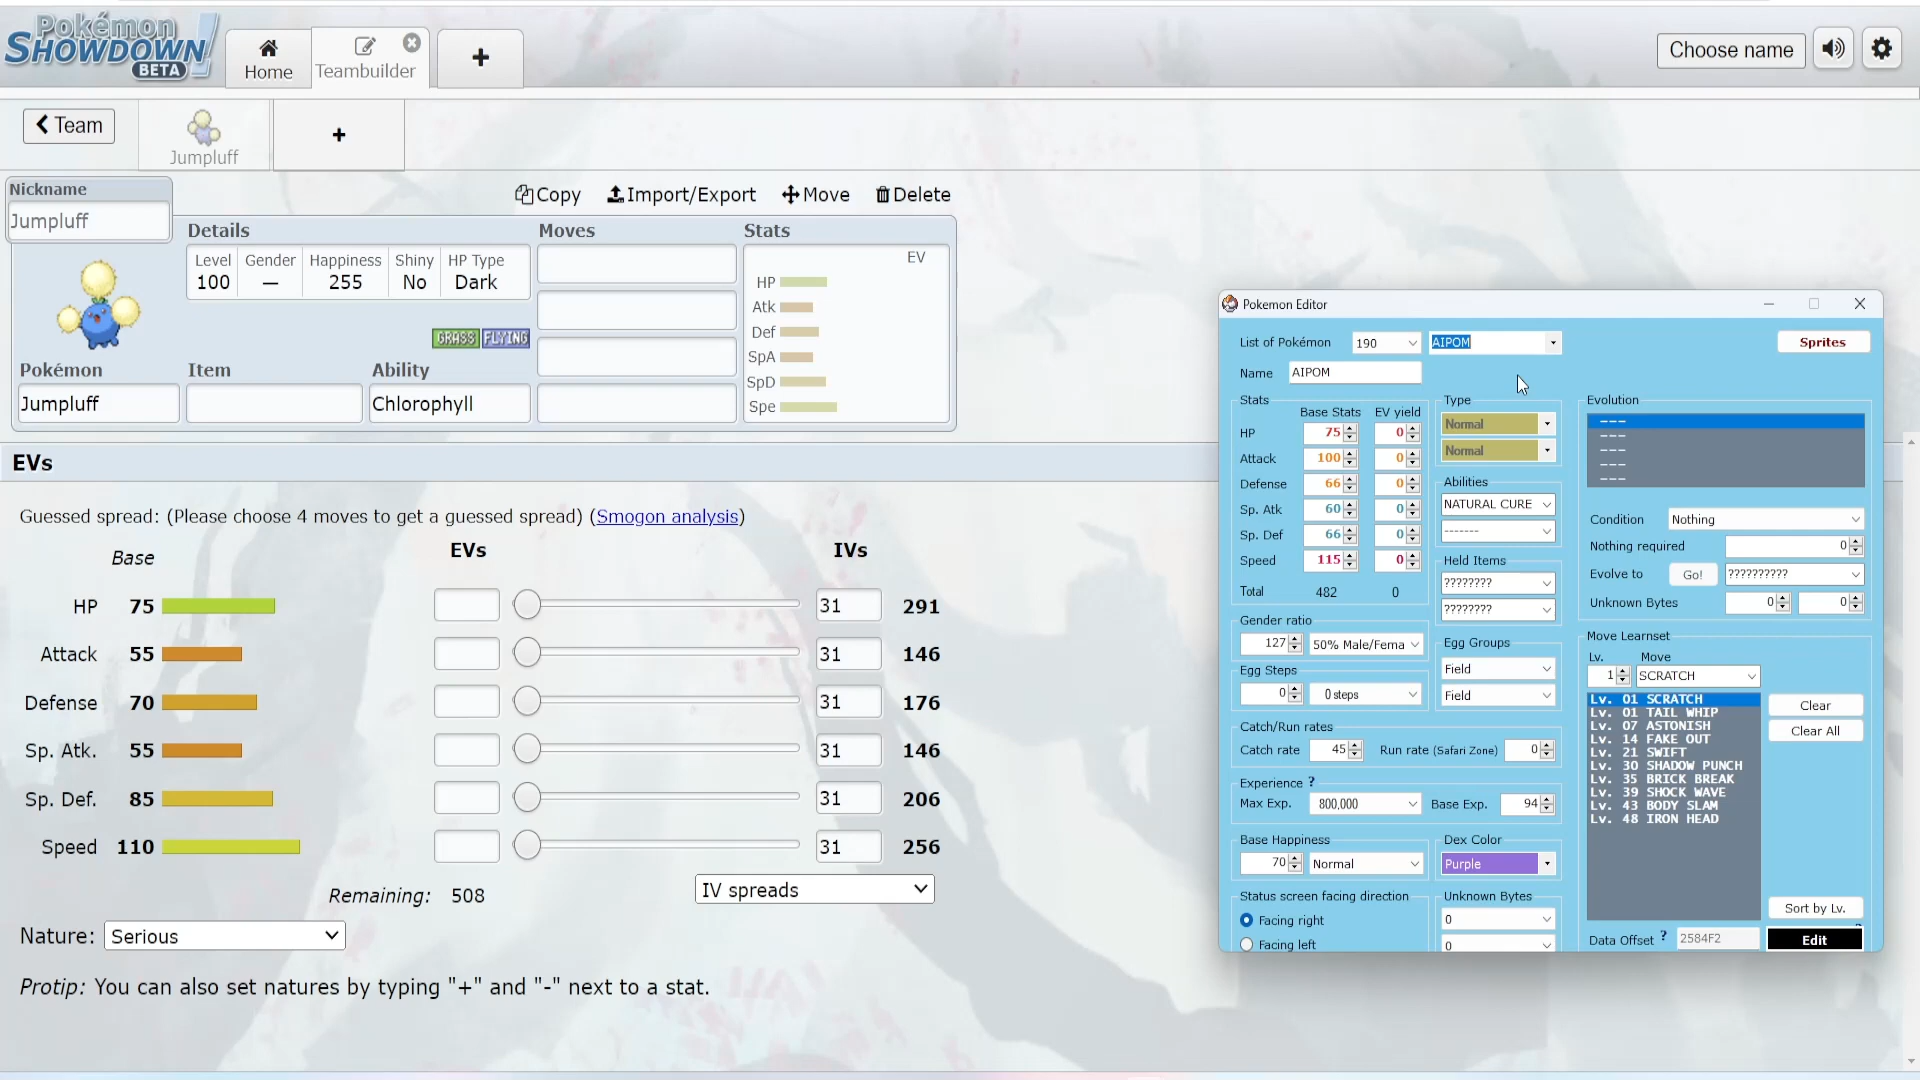 Pokémon
SHOWDOWN!
BETA
Home
Teambuilder
+
Choose name
Team
Jumpluff
+
Nickname
Jumpluff
Copy
Import/Export
Move
Delete
Details
Level
100
Gender
—
Happiness
255
Shiny
No
HP Type
Dark
GRASS FLYING
Pokémon
Jumpluff
Item
Ability
Chlorophyll
Moves
Stats
EV
HP
Atk
Def
SpA
SpD
Spe
EVs
Guessed spread: (Please choose 4 moves to get a guessed spread) (Smogon analysis)
Base
EVs
IVs
HP 75 31 291
Attack 55 31 146
Defense 70 31 176
Sp. Atk. 55 31 146
Sp. Def. 85 31 206
Speed 110 31 256
Remaining: 508
IV spreads
Nature: Serious
Protip: You can also set natures by typing "+" and "-" next to a stat.
Pokemon Editor
List of Pokémon 190 AIPOM
Sprites
Name AIPOM
Stats
Base Stats EV yield
HP 75 0
Attack 100 0
Defense 66 0
Sp. Atk 60 0
Sp. Def 66 0
Speed 115 0
Total 482 0
Gender ratio
127 50% Male/Fema
Egg Steps
0 0 steps
Catch/Run rates
Catch rate 45 Run rate (Safari Zone) 0
Experience ?
Max Exp. 800,000 Base Exp. 94
Base Happiness
70 Normal
Status screen facing direction
Facing right
Facing left
Type
Normal
Normal
Abilities
NATURAL CURE
-------
Held Items
????????
????????
Egg Groups
Field
Field
Dex Color
Purple
Unknown Bytes
0
0
Evolution
---
---
---
---
---
Condition Nothing
Nothing required 0
Evolve to Go! ??????????
Unknown Bytes 0 0
Move Learnset
Lv. Move
1 SCRATCH
Lv. 01 SCRATCH
Lv. 01 TAIL WHIP
Lv. 07 ASTONISH
Lv. 14 FAKE OUT
Lv. 21 SWIFT
Lv. 30 SHADOW PUNCH
Lv. 35 BRICK BREAK
Lv. 39 SHOCK WAVE
Lv. 43 BODY SLAM
Lv. 48 IRON HEAD
Clear
Clear All
Sort by Lv.
Data Offset ? 2584F2
Edit